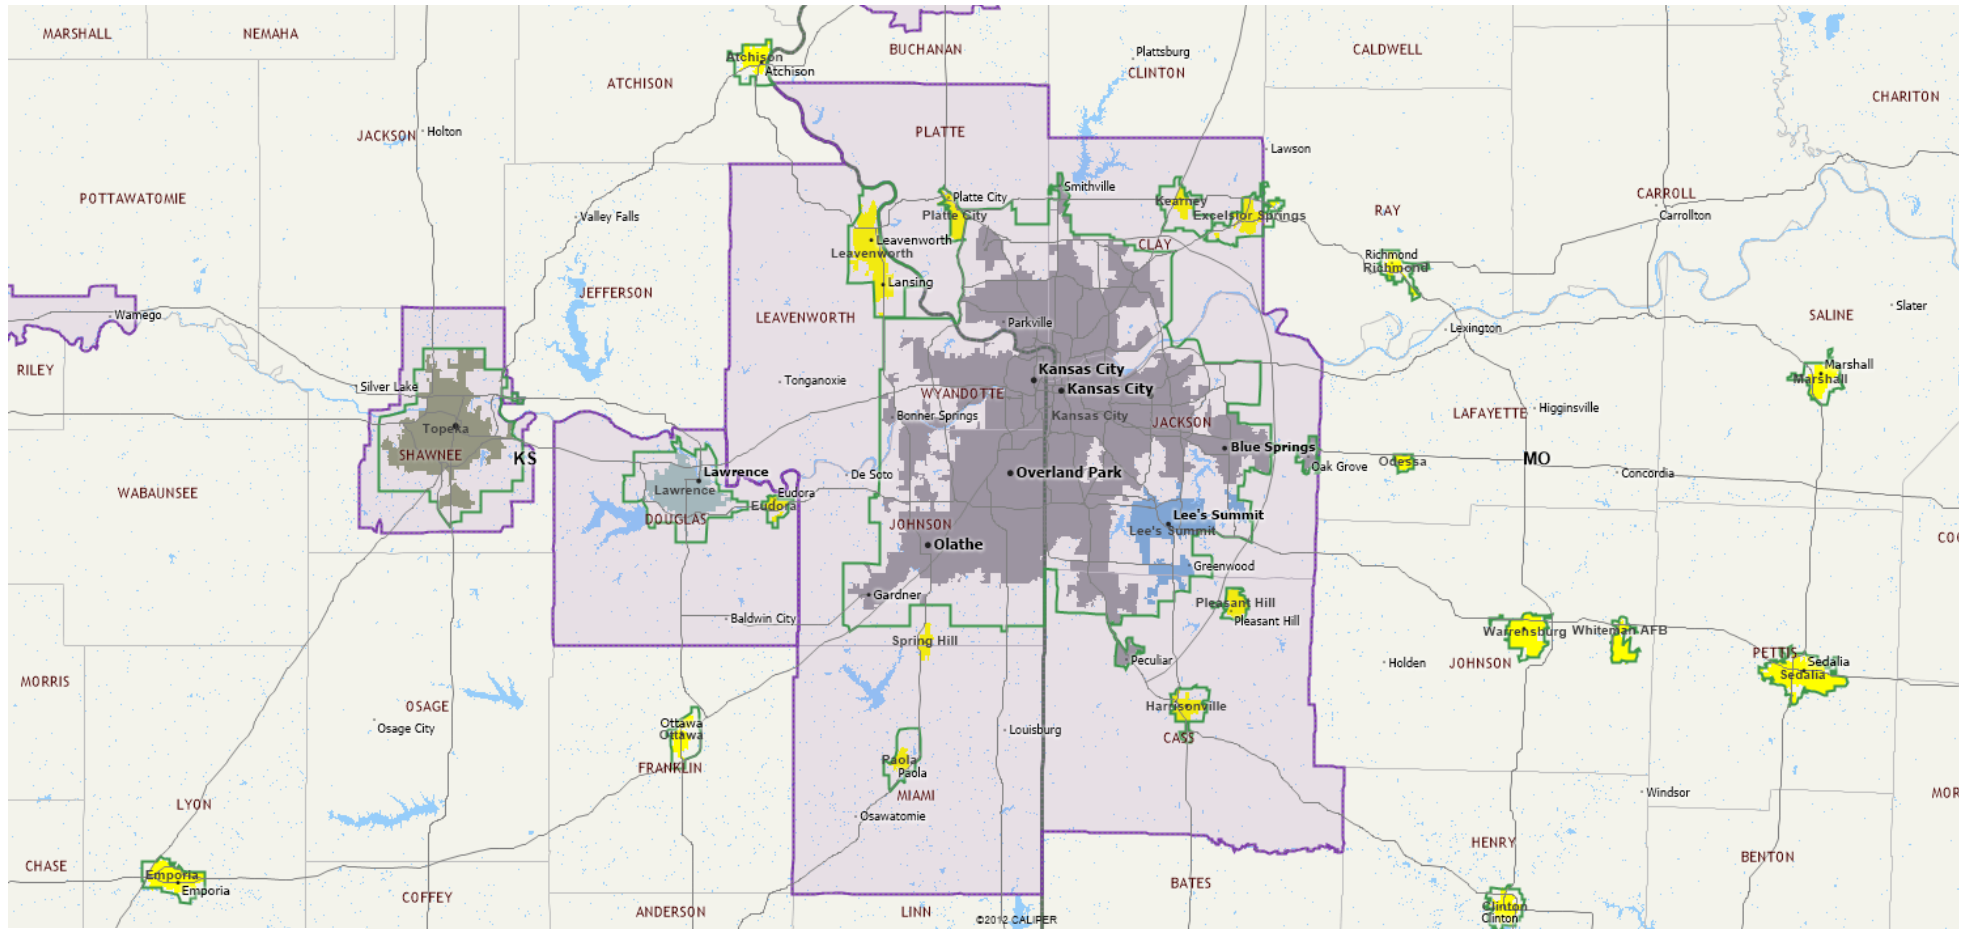 MARSHALL
NEMAHA
BUCHANAN
CALDWELL
Plattsburg
CLINTON
Atchison
Atchison
ATCHISON
CHARITON
JACKSON
Holton
PLATTE
Lawson
POTTAWATOMIE
Valley Falls
Platte City
Platte City
Smithville
Kearney
Excelsior Springs
RAY
CARROLL
Carrollton
Leavenworth
Leavenworth
CLAY
Richmond
Richmond
Lansing
JEFFERSON
LEAVENWORTH
Wamego
Parkville
Lexington
Slater
SALINE
RILEY
Silver Lake
Tonganoxie
Kansas City
Kansas City
Kansas City
WYANDOTTE
Bonner Springs
JACKSON
LAFAYETTE
Higginsville
Marshall
Marshall
Topeka
SHAWNEE
KS
Blue Springs
Oak Grove
Odessa
MO
Concordia
WABAUNSEE
Lawrence
Lawrence
De Soto
Overland Park
Eudora
Eudora
DOUGLAS
JOHNSON
Lee's Summit
Lee's Summit
Olathe
COO
Greenwood
Gardner
Baldwin City
Pleasant Hill
Pleasant Hill
Spring Hill
Peculiar
Warrensburg
Whiteman AFB
Holden
JOHNSON
PETTIS
Sedalia
Sedalia
MORRIS
OSAGE
Osage City
Ottawa
Ottawa
FRANKLIN
Harrisonville
CASS
Louisburg
Paola
Paola
MIAMI
Osawatomie
Windsor
MOR
LYON
HENRY
BENTON
CHASE
Emporia
Emporia
COFFEY
ANDERSON
LINN
©2012 CALIPER
BATES
Clinton
Clinton